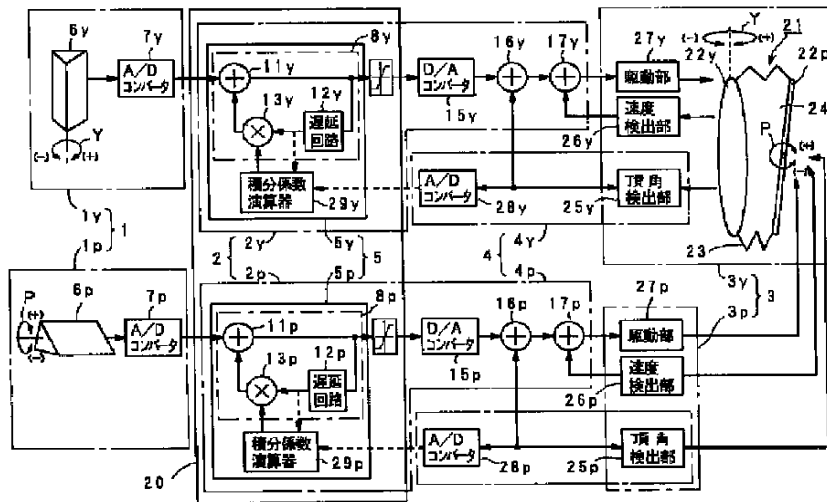 6y
7y
A/D
コンバータ
Y
(-)
(+)
8y
11y
12y
13y
遅延
回路
積分係数
演算器
29y
D/A
コンバータ
15y
16y
17y
27y
駆動部
速度
検出部
26y
A/D
コンバータ
28y
頂角
検出部
25y
Y
(-)
(+)
21
22y
22p
24
P
(+)
(-)
23
1y
1p
1
2
2y
2p
5y
5p
5
4
4y
4p
3y
3p
3
6p
P
(+)
(-)
7p
A/D
コンバータ
8p
11p
12p
13p
遅延
回路
積分係数
演算器
29p
D/A
コンバータ
15p
16p
17p
27p
駆動部
速度
検出部
26p
A/D
コンバータ
28p
頂角
検出部
25p
20